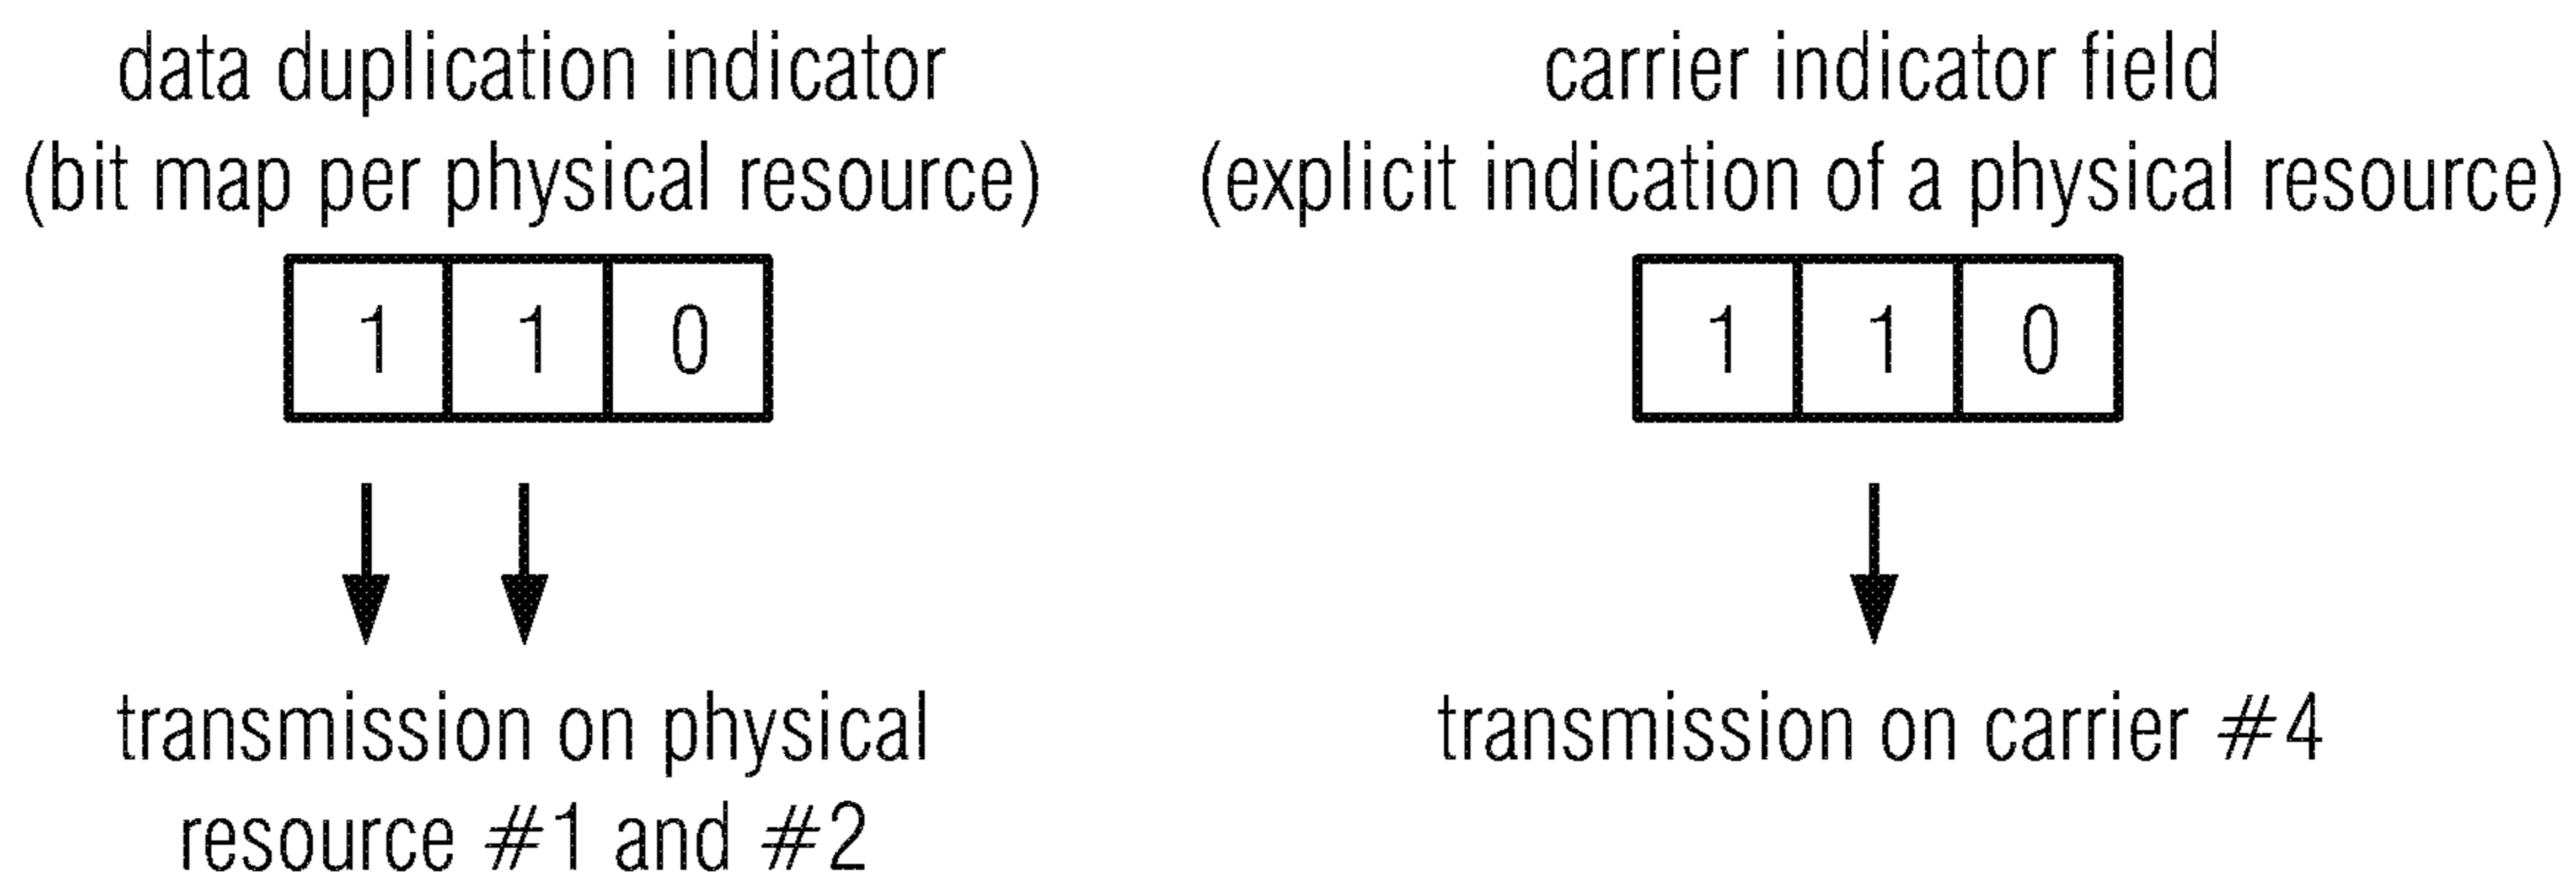 data duplication indicator
(bit map per physical resource)
1 1 0
transmission on physical
resource #1 and #2
carrier indicator field
(explicit indication of a physical resource)
1 1 0
transmission on carrier #4